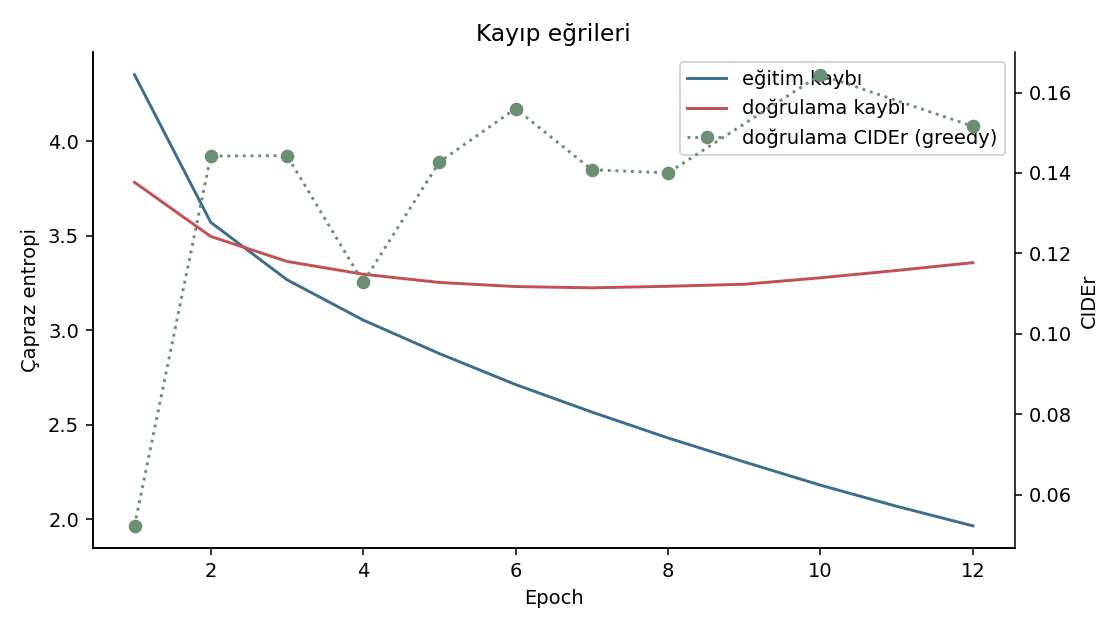 Kayıp eğrileri
eğitim kaybı
doğrulama kaybı
doğrulama CIDEr (greedy)
Çapraz entropi
4.0
3.5
3.0
2.5
2.0
0.16
0.14
0.12
0.10
0.08
0.06
CIDEr
2
4
6
8
10
12
Epoch